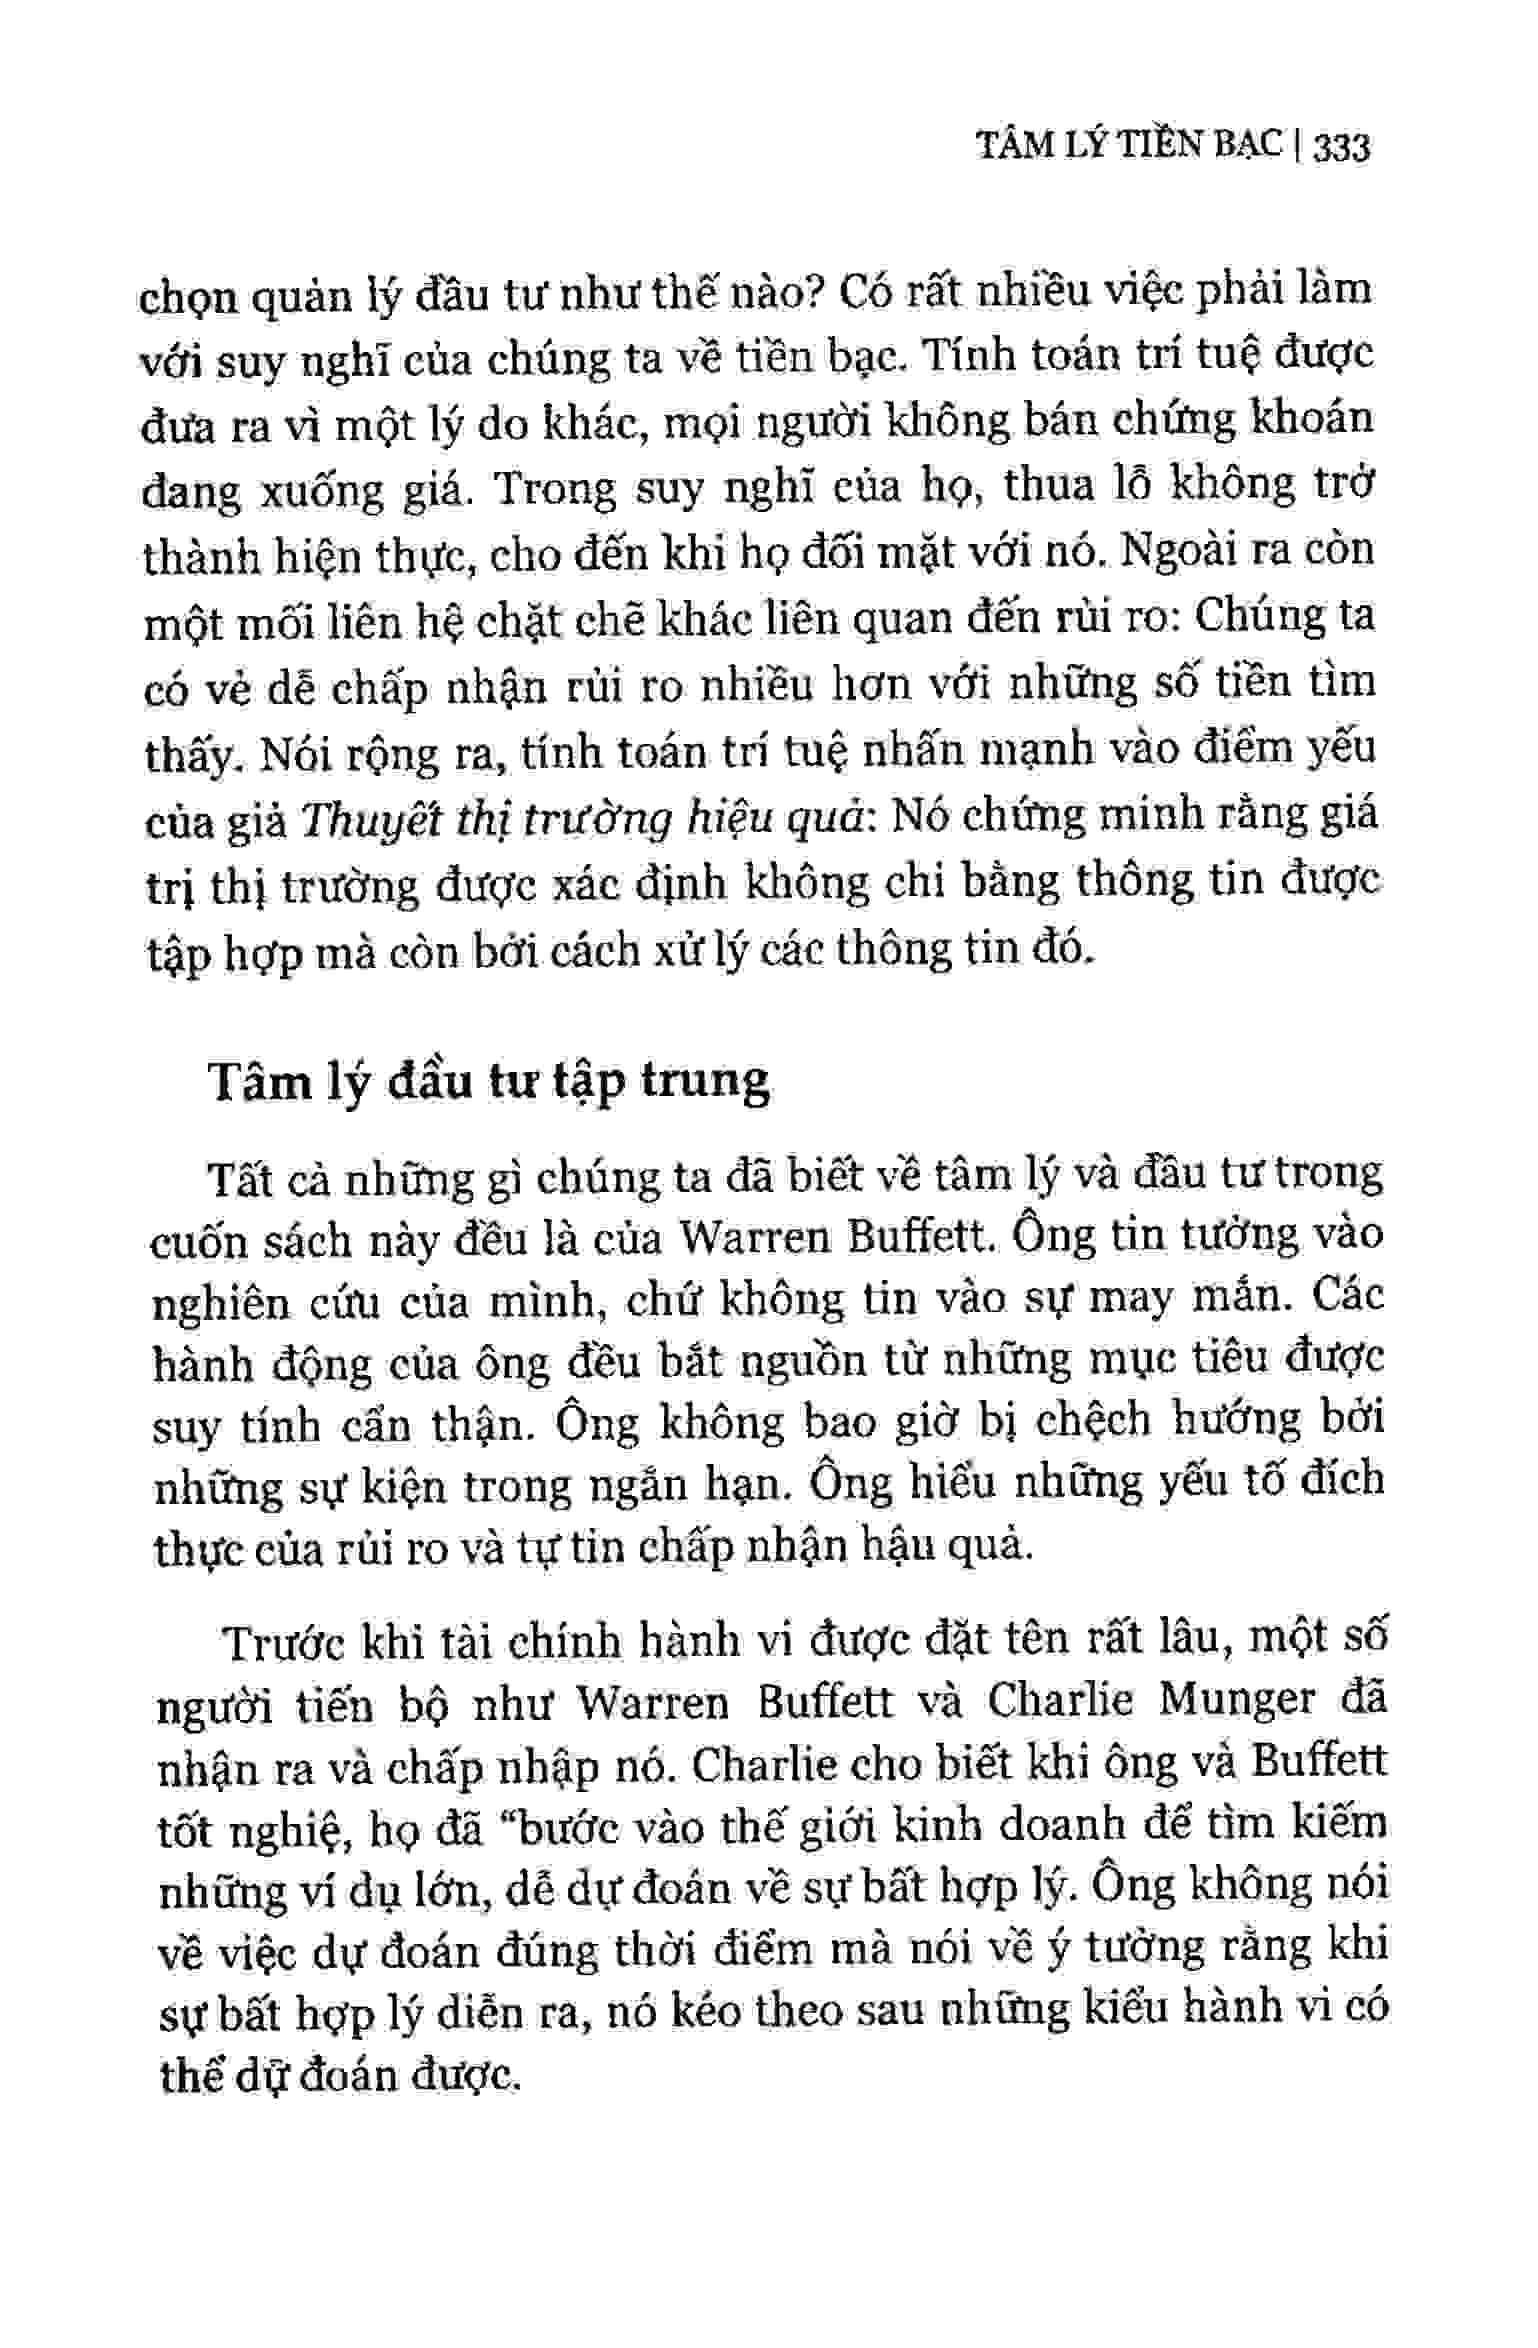 TÂM LÝ TIỀN BẠC | 333
chọn quản lý đầu tư như thế nào? Có rất nhiều việc phải làm
với suy nghĩ của chúng ta về tiền bạc. Tính toán trí tuệ được
đưa ra vì một lý do khác, mọi người không bán chứng khoán
đang xuống giá. Trong suy nghĩ của họ, thua lỗ không trở
thành hiện thực, cho đến khi họ đối mặt với nó. Ngoài ra còn
một mối liên hệ chặt chẽ khác liên quan đến rủi ro: Chúng ta
có vẻ dễ chấp nhận rủi ro nhiều hơn với những số tiền tìm
thấy. Nói rộng ra, tính toán trí tuệ nhấn mạnh vào điểm yếu
của giả Thuyết thị trường hiệu quả: Nó chứng minh rằng giá
trị thị trường được xác định không chỉ bằng thông tin được
tập hợp mà còn bởi cách xử lý các thông tin đó.
Tâm lý đầu tư tập trung
Tất cả những gì chúng ta đã biết về tâm lý và đầu tư trong
cuốn sách này đều là của Warren Buffett. Ông tin tưởng vào
nghiên cứu của mình, chứ không tin vào sự may mắn. Các
hành động của ông đều bắt nguồn từ những mục tiêu được
suy tính cẩn thận. Ông không bao giờ bị chệch hướng bởi
những sự kiện trong ngắn hạn. Ông hiểu những yếu tố đích
thực của rủi ro và tự tin chấp nhận hậu quả.
Trước khi tài chính hành vi được đặt tên rất lâu, một số
người tiến bộ như Warren Buffett và Charlie Munger đã
nhận ra và chấp nhập nó. Charlie cho biết khi ông và Buffett
tốt nghiệ, họ đã “bước vào thế giới kinh doanh để tìm kiếm
những ví dụ lớn, dễ dự đoán về sự bất hợp lý. Ông không nói
về việc dự đoán đúng thời điểm mà nói về ý tưởng rằng khi
sự bất hợp lý diễn ra, nó kéo theo sau những kiểu hành vi có
thể dự đoán được.